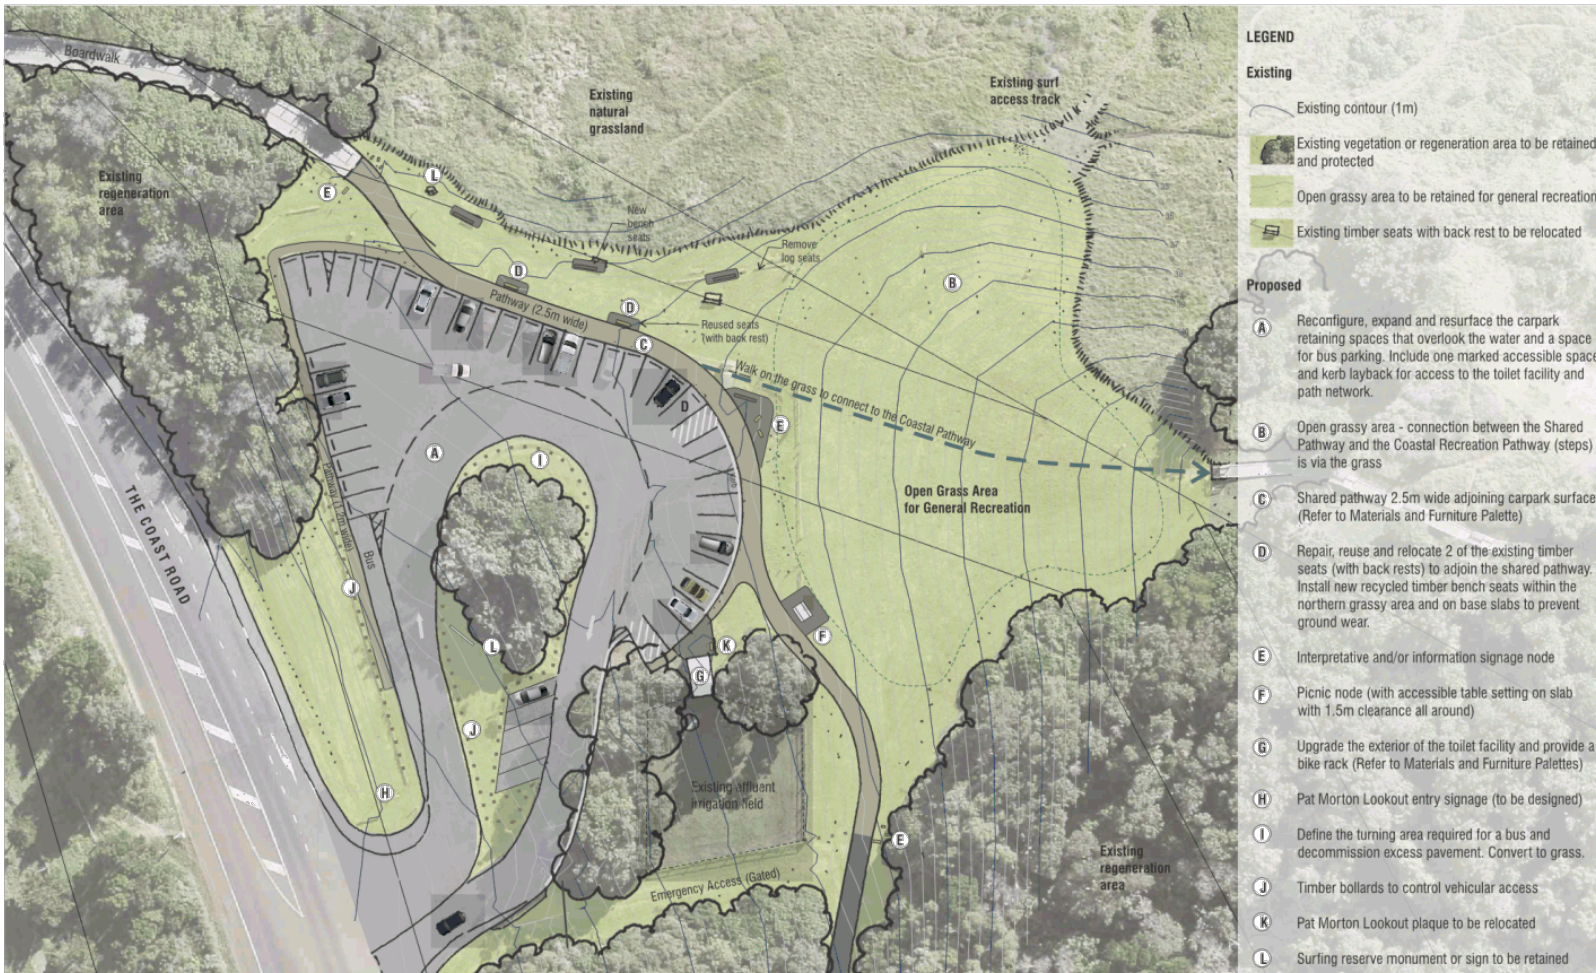 Boardwalk
Existing
natural
grassland
Existing surf
access track
Existing
regeneration
area
E
L
New
bench
seats
Remove
log seats
D
B
Pathway (2.5m wide)
D
Reused seats
(with back rest)
C
Walk on the grass to connect to the Coastal Pathway
D
E
A
I
Kerb
Pathway (1.2m wide)
Open Grass Area
for General Recreation
THE COAST ROAD
Bus
J
F
L
K
G
J
H
Existing affluent
irrigation field
E
Emergency Access (Gated)
Existing
regeneration
area
LEGEND
Existing
Existing contour (1m)
Existing vegetation or regeneration area to be retained
and protected
Open grassy area to be retained for general recreation
Existing timber seats with back rest to be relocated
Proposed
A Reconfigure, expand and resurface the carpark
retaining spaces that overlook the water and a space
for bus parking. Include one marked accessible space
and kerb layback for access to the toilet facility and
path network.
B Open grassy area - connection between the Shared
Pathway and the Coastal Recreation Pathway (steps)
is via the grass
C Shared pathway 2.5m wide adjoining carpark surface
(Refer to Materials and Furniture Palette)
D Repair, reuse and relocate 2 of the existing timber
seats (with back rests) to adjoin the shared pathway.
Install new recycled timber bench seats within the
northern grassy area and on base slabs to prevent
ground wear.
E Interpretative and/or information signage node
F Picnic node (with accessible table setting on slab
with 1.5m clearance all around)
G Upgrade the exterior of the toilet facility and provide a
bike rack (Refer to Materials and Furniture Palettes)
H Pat Morton Lookout entry signage (to be designed)
I Define the turning area required for a bus and
decommission excess pavement. Convert to grass.
J Timber bollards to control vehicular access
K Pat Morton Lookout plaque to be relocated
L Surfing reserve monument or sign to be retained